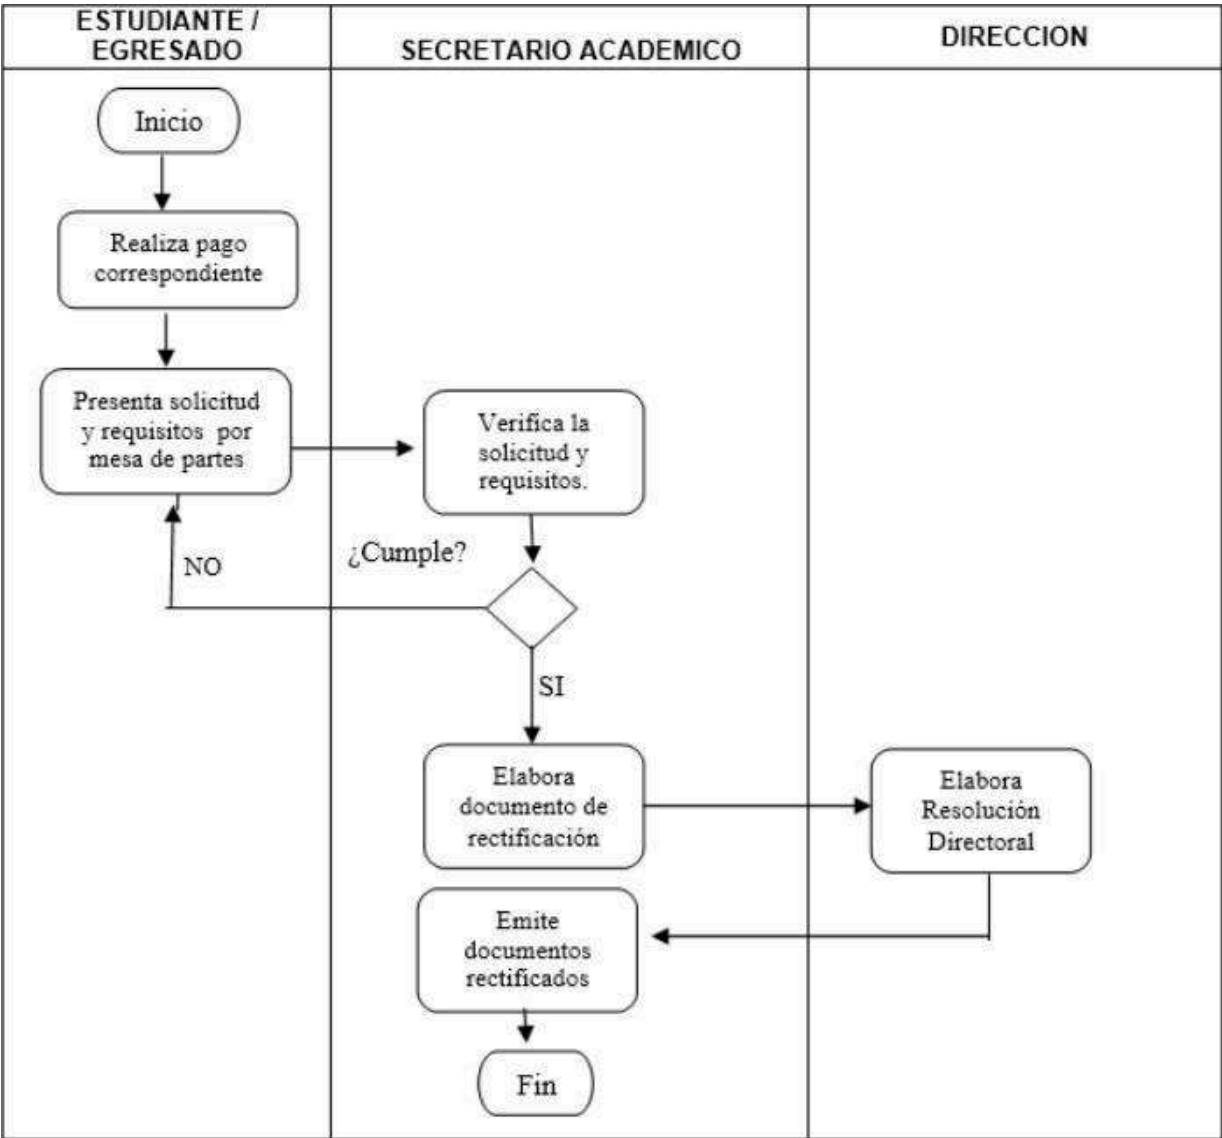 ESTUDIANTE /
EGRESADO
SECRETARIO ACADEMICO
DIRECCION
Inicio
Realiza pago
correspondiente
Presenta solicitud
y requisitos por
mesa de partes
Verifica la
solicitud y
requisitos.
¿Cumple?
NO
SI
Elabora
documento de
rectificación
Elabora
Resolución
Directoral
Emite
documentos
rectificados
Fin